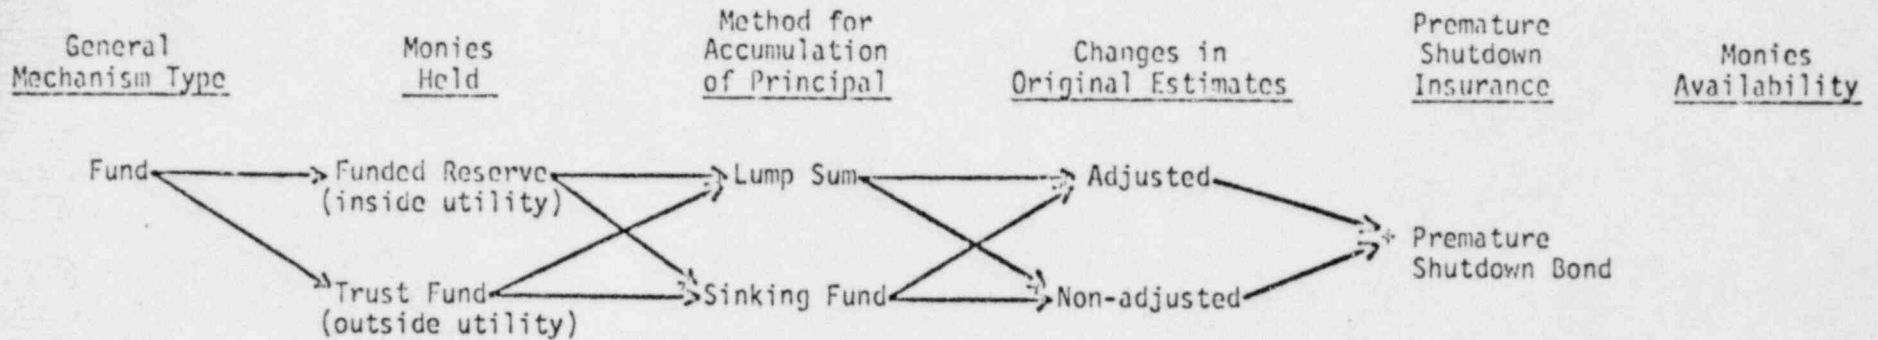 General
Mechanism Type
Monies
Held
Method for
Accumulation
of Principal
Changes in
Original Estimates
Premature
Shutdown
Insurance
Monies
Availability
Fund
Funded Reserve
(inside utility)
Lump Sum
Adjusted
Premature
Shutdown Bond
Trust Fund
(outside utility)
Sinking Fund
Non-adjusted